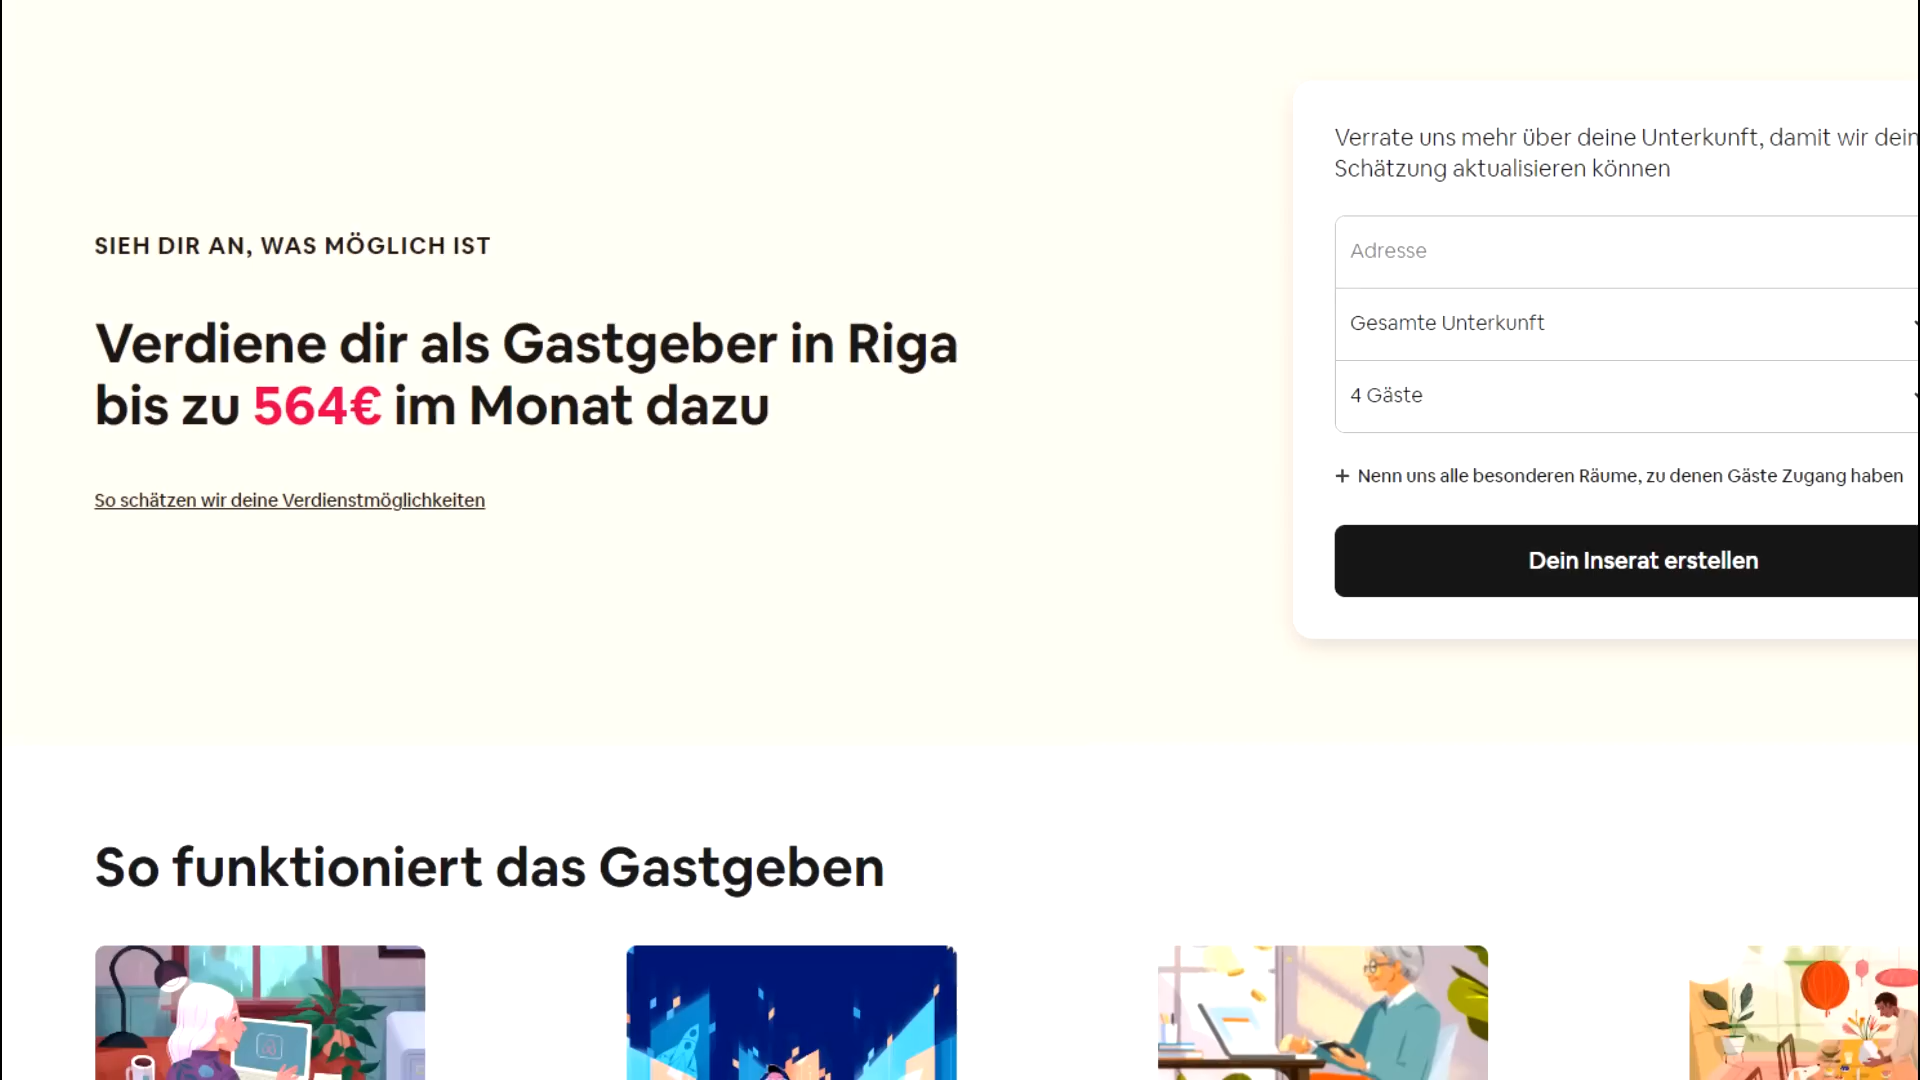 SIEH DIR AN, WAS MÖGLICH IST
Verdiene dir als Gastgeber in Riga
bis zu 564€ im Monat dazu
So schätzen wir deine Verdienstmöglichkeiten
Verrate uns mehr über deine Unterkunft, damit wir dein
Schätzung aktualisieren können
Adresse
Gesamte Unterkunft
4 Gäste
+ Nenn uns alle besonderen Räume, zu denen Gäste Zugang haben
Dein Inserat erstellen
So funktioniert das Gastgeben